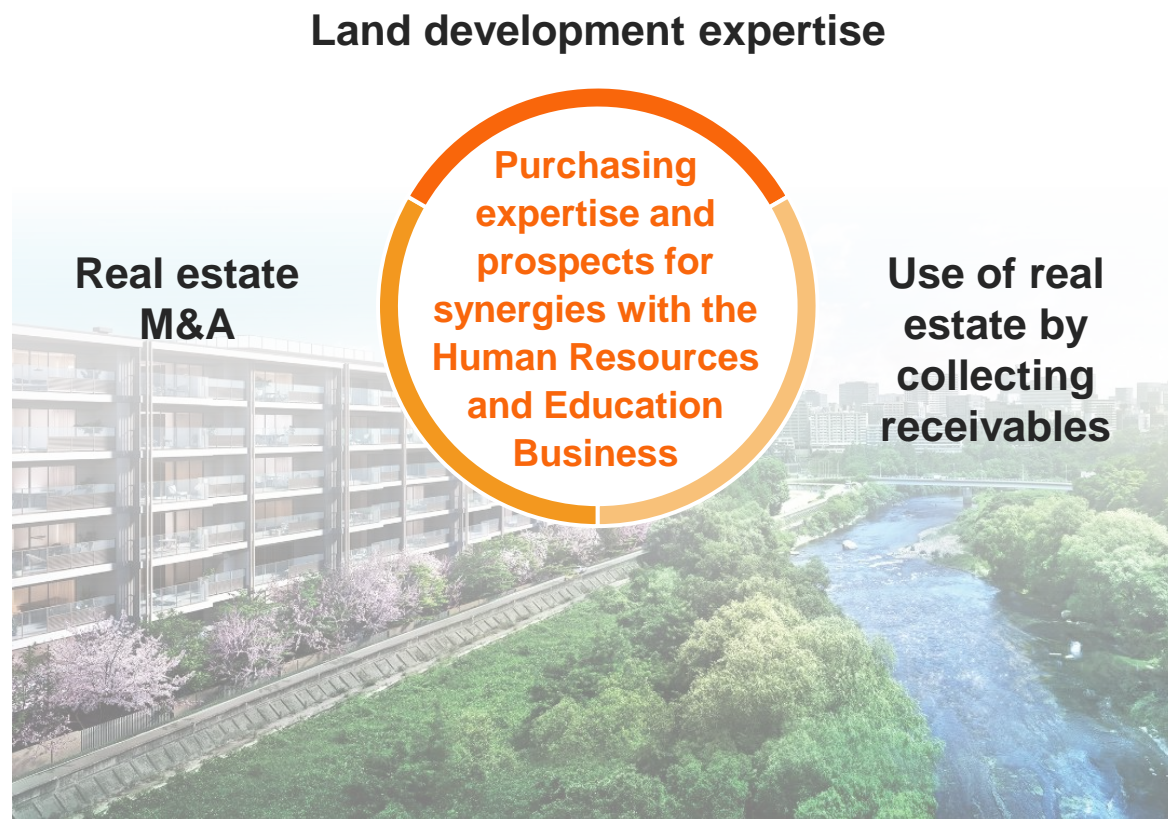 Land development expertise
Purchasing
expertise and
prospects for
synergies with the
Human Resources
and Education
Business
Real estate
M&A
Use of real
estate by
collecting
receivables